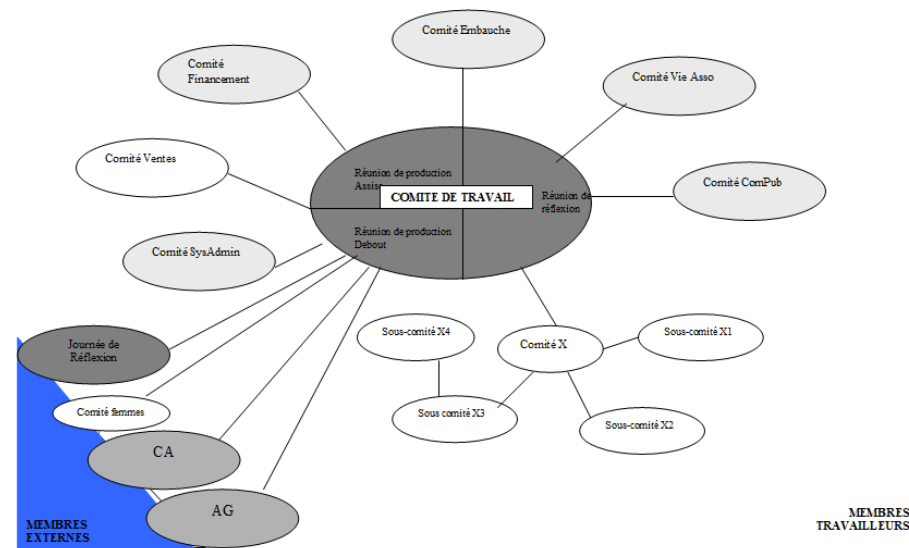 Comité Embauche
Comité
Financement
Comité Vie Asso
Comité Ventes
Réunion de production
Assise
COMITE DE TRAVAIL
Réunion de
réflexion
Comité ComPub
Réunion de production
Debout
Comité SysAdmin
Sous-comité X4
Sous-comité X1
Journée de
Réflexion
Comité X
Comité femmes
Sous comité X3
Sous-comité X2
CA
AG
MEMBRES
EXTERNES
MEMBRES
TRAVAILLEURS